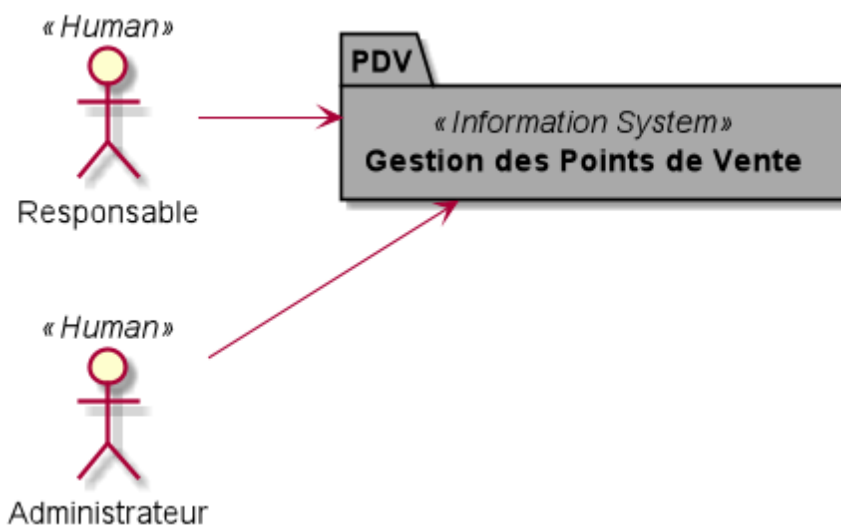 «Human»
Responsable
PDV
«Information System»
Gestion des Points de Vente
«Human»
Administrateur